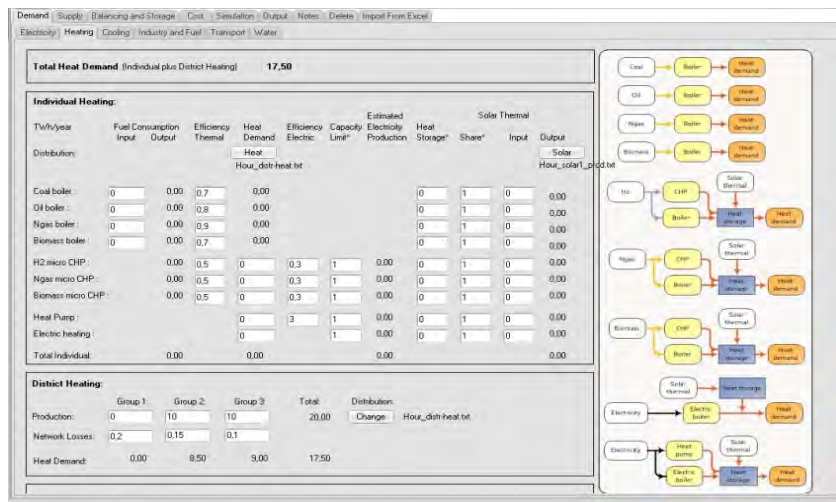 Demand Supply Balancing and Storage Cost Simulation Output Notes Delete Import From Excel
Electricity Heating Cooling Industry and Fuel Transport Water
Total Heat Demand (Individual plus District Heating) 17,50
Individual Heating:
Estimated
Solar Thermal
TWh/year Fuel Consumption Efficiency Heat Efficiency Capacity Electricity Heat
Input Output Thermal Demand Electric Limit* Production Storage* Share* Input Output
Distribution: Heat Solar
Hour_distr-heat.txt Hour_solar1_prod.txt
Coal boiler : 0 0,00 0,7 0,00 0 1 0 0,00
Oil boiler : 0 0,00 0,8 0,00 0 1 0 0,00
Ngas boiler : 0 0,00 0,9 0,00 0 1 0 0,00
Biomass boiler : 0 0,00 0,7 0,00 0 1 0 0,00
H2 micro CHP : 0,00 0,5 0 0,3 1 0,00 0 1 0 0,00
Ngas micro CHP : 0,00 0,5 0 0,3 1 0,00 0 1 0 0,00
Biomass micro CHP : 0,00 0,5 0 0,3 1 0,00 0 1 0 0,00
Heat Pump : 0 3 1 0,00 0 1 0 0,00
Electric heating : 0 1 0,00 0 1 0 0,00
Total Individual: 0,00 0,00 0,00 0,00
District Heating:
Group 1 Group 2: Group 3: Total: Distribution:
Production: 0 10 10 20,00 Change Hour_distr-heat.txt
Network Losses: 0,2 0,15 0,1
Heat Demand: 0,00 8,50 9,00 17,50
Coal Boiler Heat demand
Oil Boiler Heat demand
Ngas Boiler Heat demand
Biomass Boiler Heat demand
Solar thermal
H2 CHP
Boiler Heat storage Heat demand
Solar thermal
Ngas CHP
Boiler Heat storage Heat demand
Solar thermal
Biomass CHP
Boiler Heat storage Heat demand
Solar thermal Heat storage
Electricity Electric boiler Heat demand
Electricity Heat pump Solar thermal
Electric boiler Heat storage Heat demand